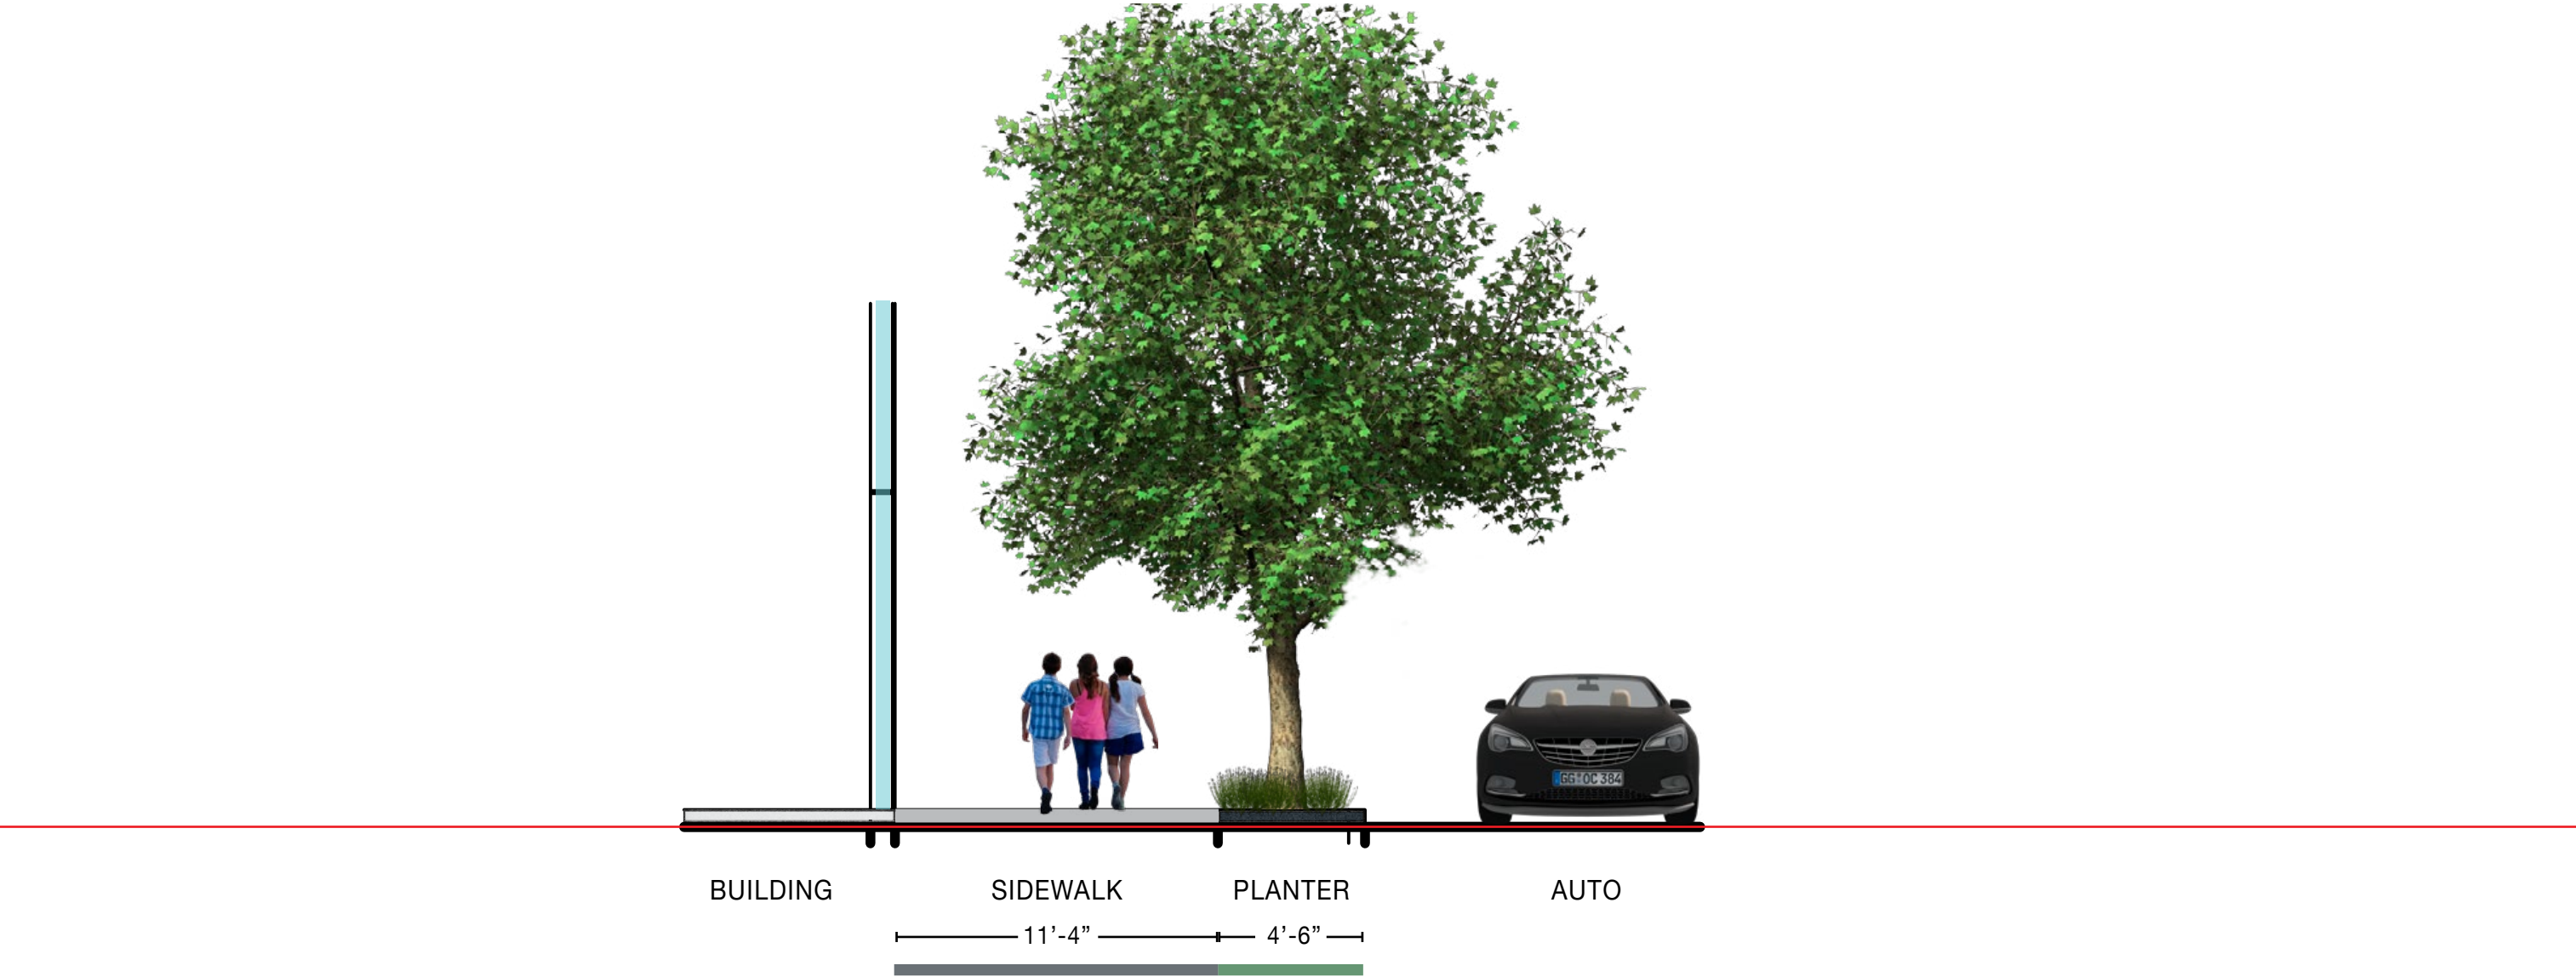 GG OC 384
BUILDING SIDEWALK PLANTER AUTO
11’-4” 4’-6”